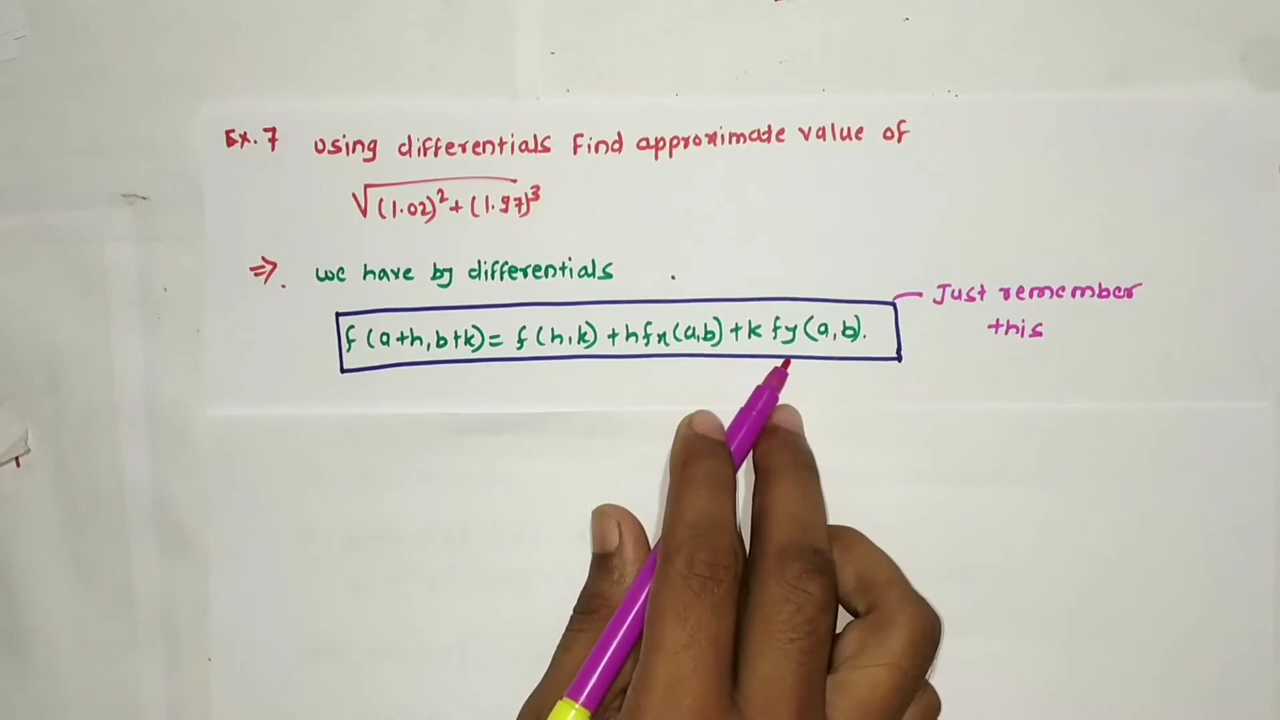 Ex.7 using differentials find approximate value of
√(1.02)²+(1.97)³
⇒. we have by differentials .
f(a+h, b+k) = f(h,k) + hfx(a,b) + k fy(a,b).
Just remember
this